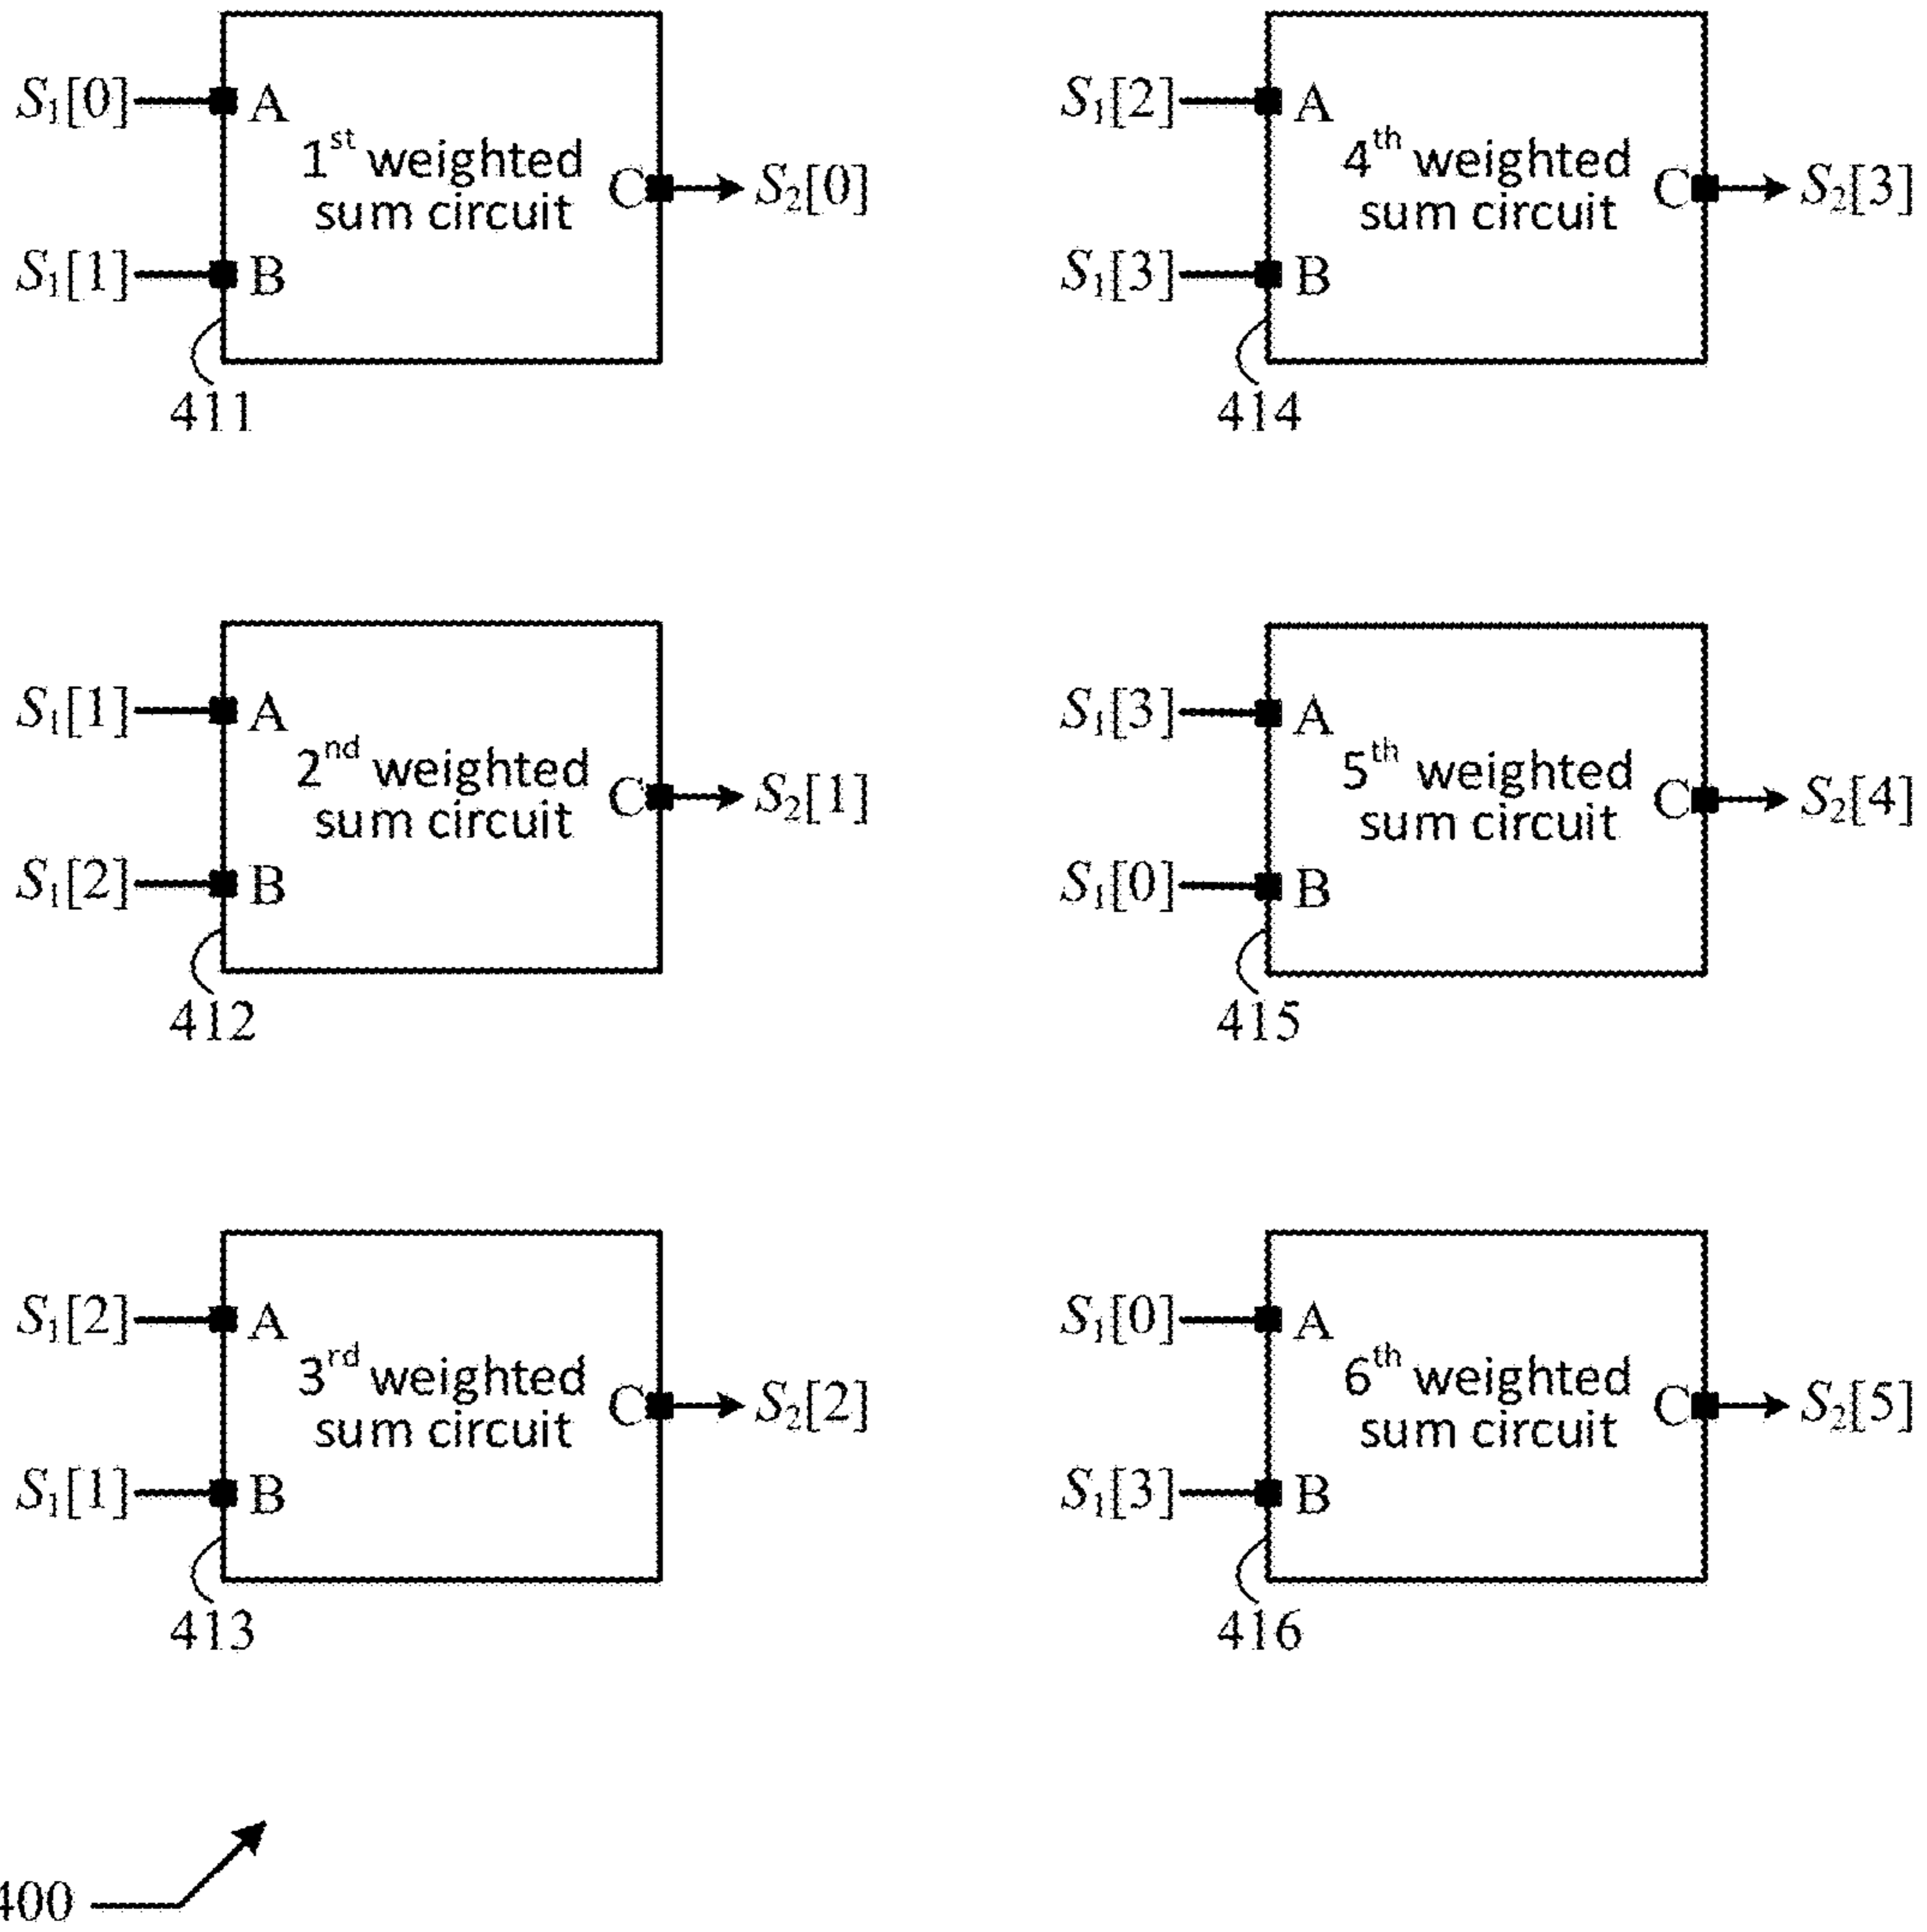 S₁[0] A
1ˢᵗ weighted
sum circuit
C S₂[0]
S₁[1] B
411
S₁[2] A
4ᵗʰ weighted
sum circuit
C S₂[3]
S₁[3] B
414
S₁[1] A
2ⁿᵈ weighted
sum circuit
C S₂[1]
S₁[2] B
412
S₁[3] A
5ᵗʰ weighted
sum circuit
C S₂[4]
S₁[0] B
415
S₁[2] A
3ʳᵈ weighted
sum circuit
C S₂[2]
S₁[1] B
413
S₁[0] A
6ᵗʰ weighted
sum circuit
C S₂[5]
S₁[3] B
416
400